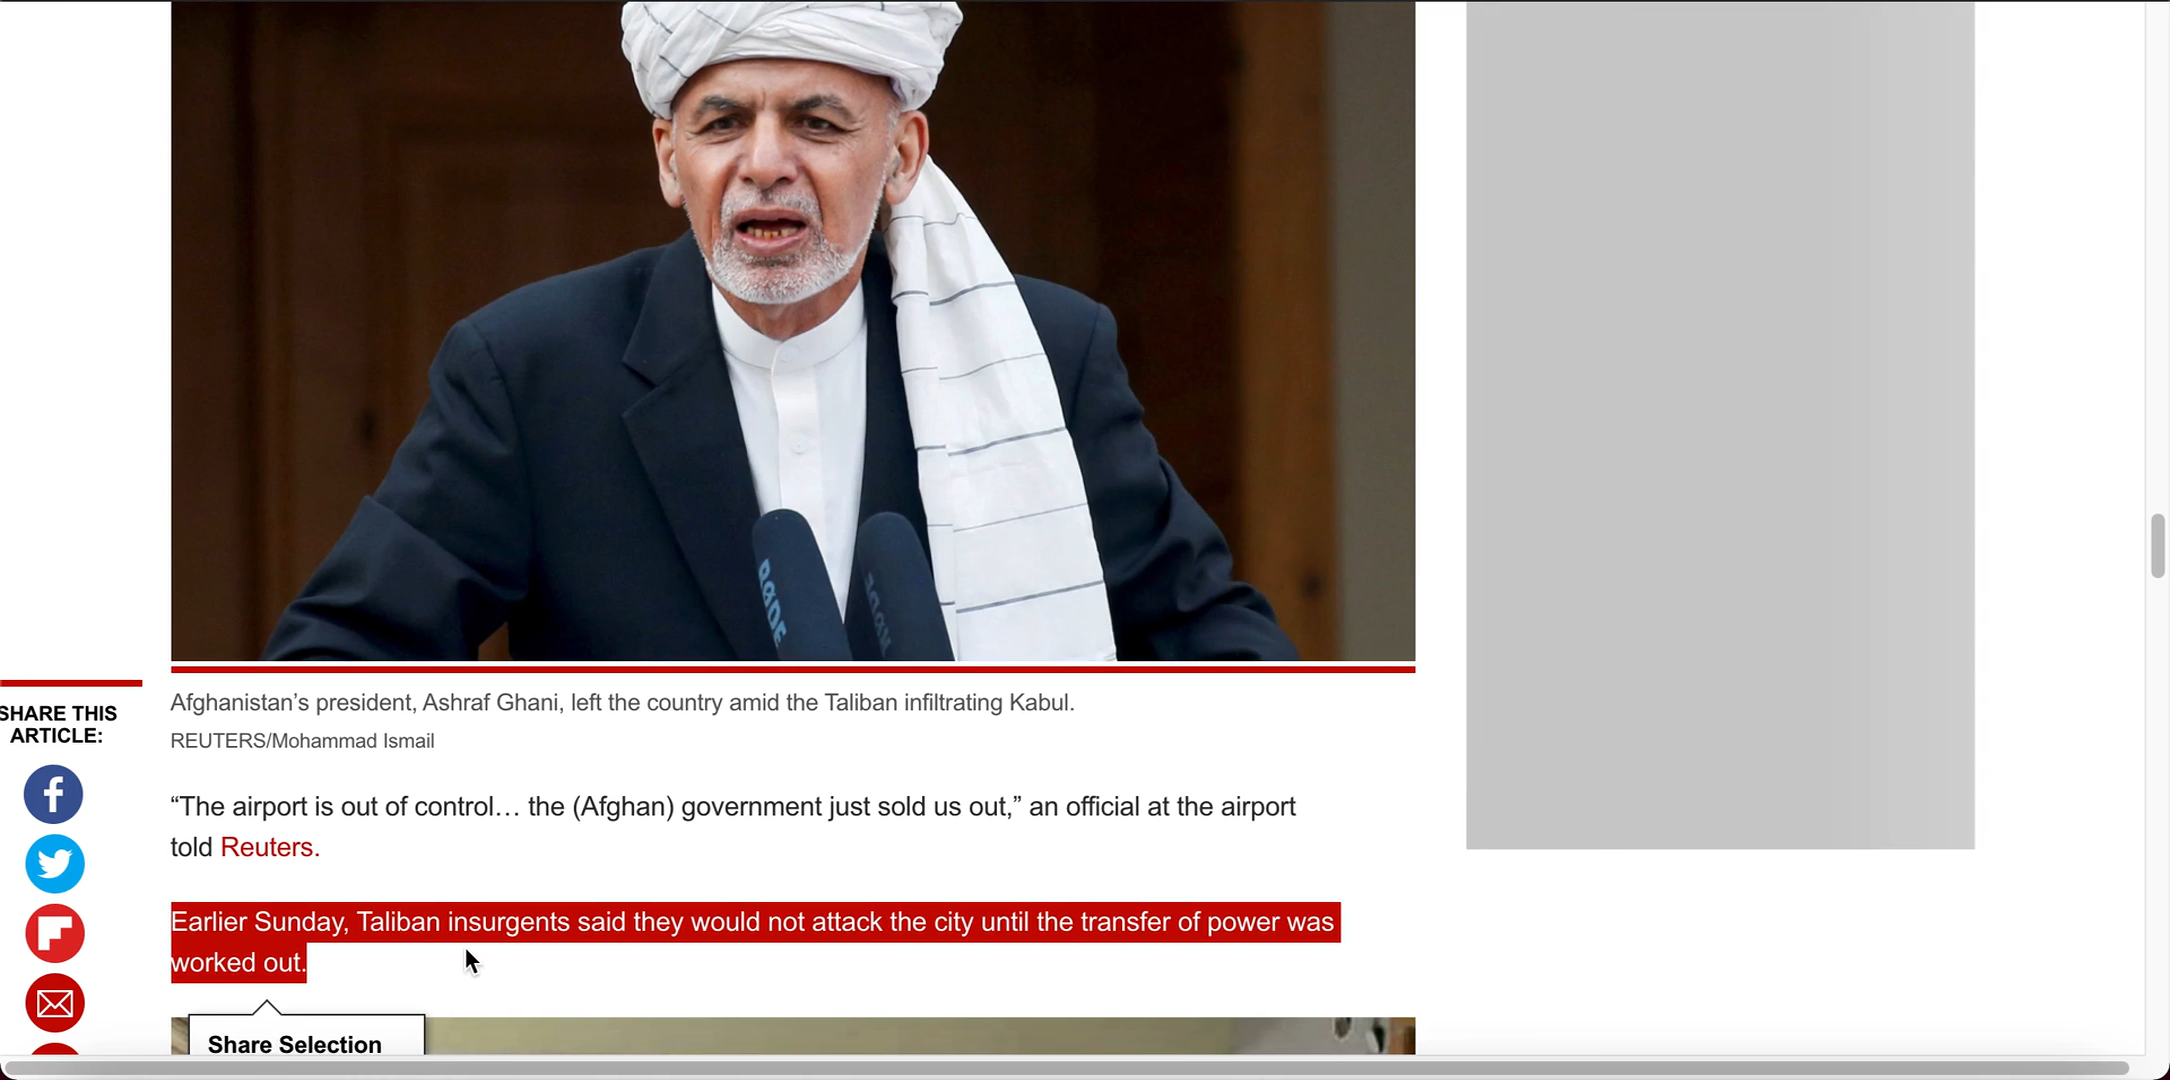 Afghanistan’s president, Ashraf Ghani, left the country amid the Taliban infiltrating Kabul.
REUTERS/Mohammad Ismail
SHARE THIS
ARTICLE:
“The airport is out of control… the (Afghan) government just sold us out,” an official at the airport
told Reuters.
Earlier Sunday, Taliban insurgents said they would not attack the city until the transfer of power was
worked out.
Share Selection